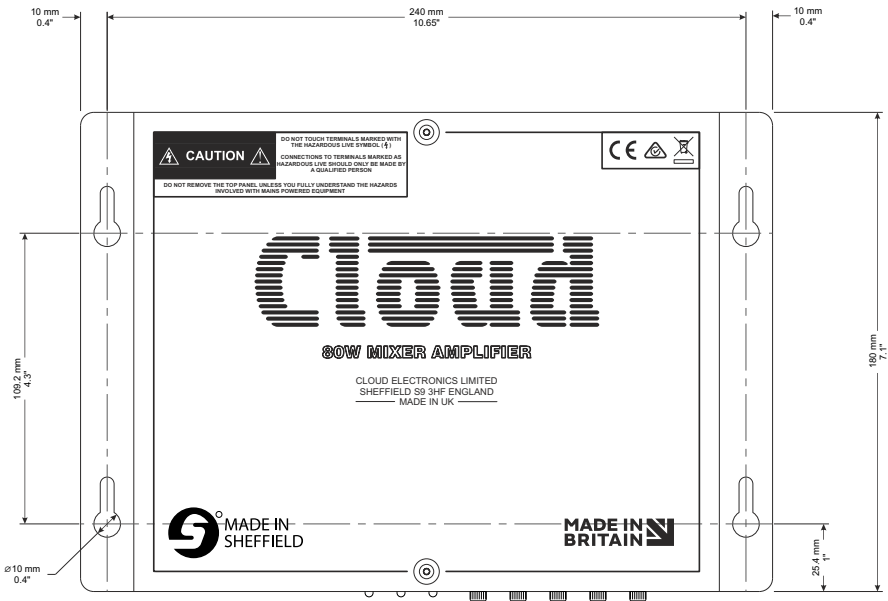 10 mm
0.4"
240 mm
10.65"
10 mm
0.4"
CAUTION
DO NOT TOUCH TERMINALS MARKED WITH
THE HAZARDOUS LIVE SYMBOL ( )
CONNECTIONS TO TERMINALS MARKED AS
HAZARDOUS LIVE SHOULD ONLY BE MADE BY
A QUALIFIED PERSON
DO NOT REMOVE THE TOP PANEL UNLESS YOU FULLY UNDERSTAND THE HAZARDS
INVOLVED WITH MAINS POWERED EQUIPMENT
CE
Cloud
80W MIXER AMPLIFIER
CLOUD ELECTRONICS LIMITED
SHEFFIELD S9 3HF ENGLAND
MADE IN UK
109.2 mm
4.3"
180 mm
7.1"
MADE IN
SHEFFIELD
MADE IN
BRITAIN
25.4 mm
1"
⌀10 mm
0.4"